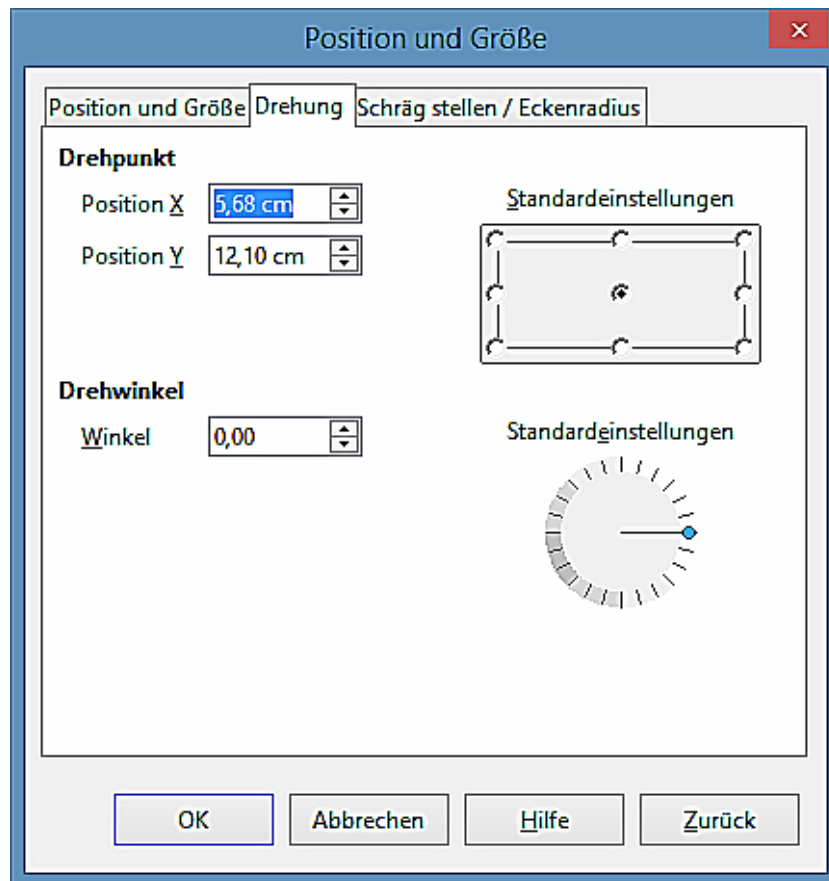 Position und Größe
Position und Größe Drehung Schräg stellen / Eckenradius
Drehpunkt
Position X 5,68 cm
Standardeinstellungen
Position Y 12,10 cm
Drehwinkel
Winkel 0,00
Standardeinstellungen
OK Abbrechen Hilfe Zurück